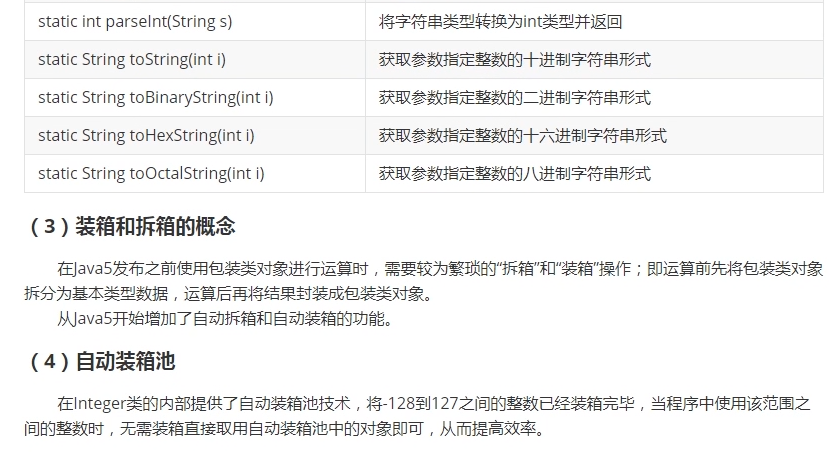 static int parseInt(String s) 将字符串类型转换为int类型并返回
static String toString(int i) 获取参数指定整数的十进制字符串形式
static String toBinaryString(int i) 获取参数指定整数的二进制字符串形式
static String toHexString(int i) 获取参数指定整数的十六进制字符串形式
static String toOctalString(int i) 获取参数指定整数的八进制字符串形式
（3）装箱和拆箱的概念
在Java5发布之前使用包装类对象进行运算时，需要较为繁琐的“拆箱”和“装箱”操作；即运算前先将包装类对象
拆分为基本类型数据，运算后再将结果封装成包装类对象。
从Java5开始增加了自动拆箱和自动装箱的功能。
（4）自动装箱池
在Integer类的内部提供了自动装箱池技术，将-128到127之间的整数已经装箱完毕，当程序中使用该范围之
间的整数时，无需装箱直接取用自动装箱池中的对象即可，从而提高效率。